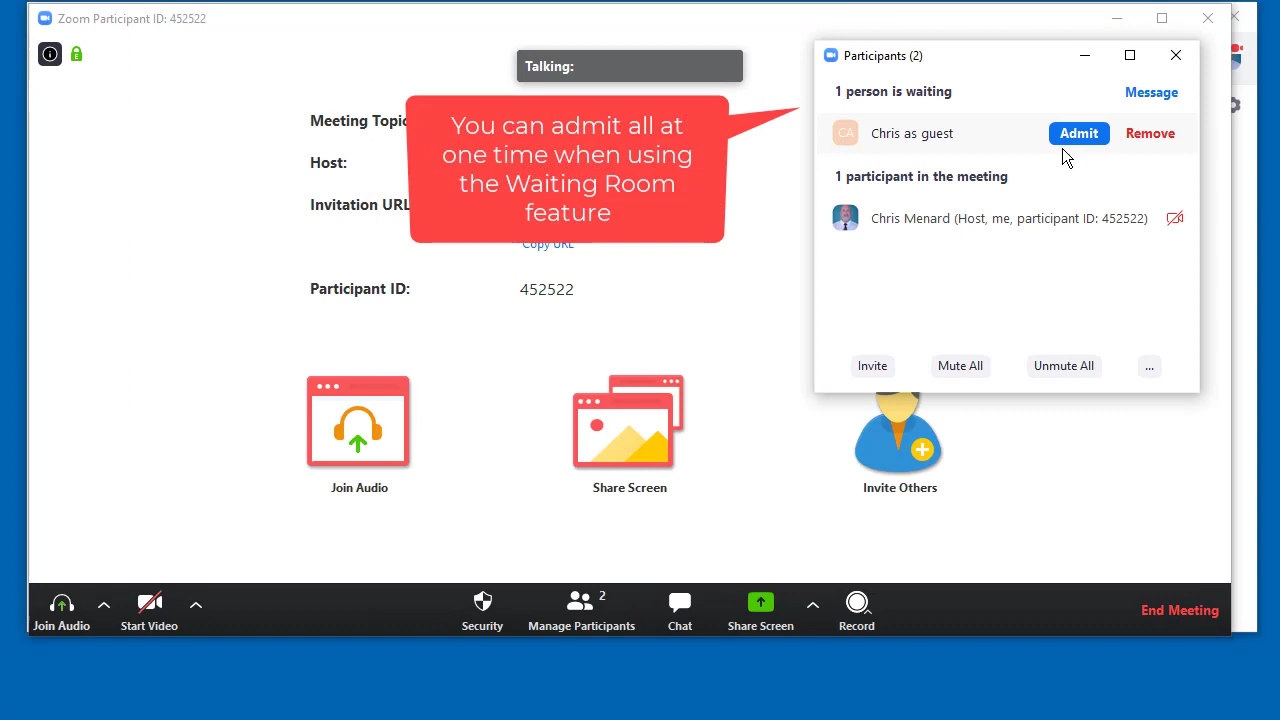 Zoom Participant ID: 452522
Talking:
Meeting Topic
Host:
Invitation URL
Copy URL
Participant ID: 452522
You can admit all at
one time when using
the Waiting Room
feature
Participants (2)
1 person is waiting Message
CA Chris as guest Admit Remove
1 participant in the meeting
Chris Menard (Host, me, participant ID: 452522)
Invite Mute All Unmute All ...
Join Audio Share Screen Invite Others
2
Join Audio Start Video Security Manage Participants Chat Share Screen Record End Meeting